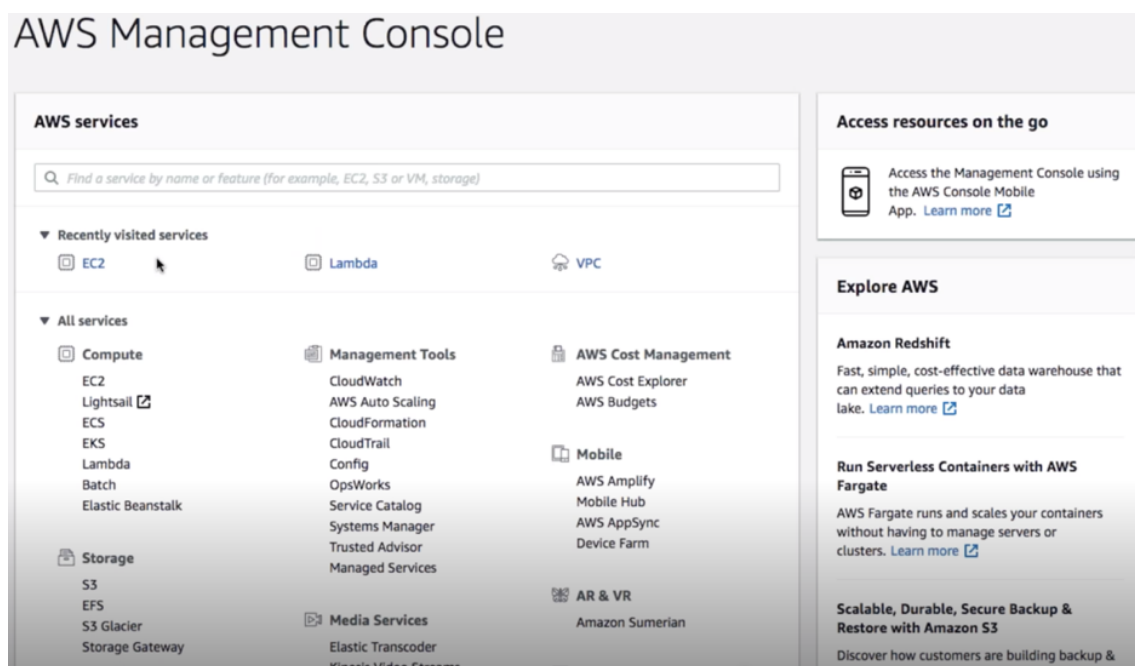 AWS Management Console
AWS services
Find a service by name or feature (for example, EC2, S3 or VM, storage)
Recently visited services
EC2
Lambda
VPC
All services
Compute
EC2
Lightsail
ECS
EKS
Lambda
Batch
Elastic Beanstalk
Storage
S3
EFS
S3 Glacier
Storage Gateway
Management Tools
CloudWatch
AWS Auto Scaling
CloudFormation
CloudTrail
Config
OpsWorks
Service Catalog
Systems Manager
Trusted Advisor
Managed Services
Media Services
Elastic Transcoder
Kinesis Video Streams
AWS Cost Management
AWS Cost Explorer
AWS Budgets
Mobile
AWS Amplify
Mobile Hub
AWS AppSync
Device Farm
AR & VR
Amazon Sumerian
Access resources on the go
Access the Management Console using
the AWS Console Mobile
App. Learn more
Explore AWS
Amazon Redshift
Fast, simple, cost-effective data warehouse that
can extend queries to your data
lake. Learn more
Run Serverless Containers with AWS
Fargate
AWS Fargate runs and scales your containers
without having to manage servers or
clusters. Learn more
Scalable, Durable, Secure Backup &
Restore with Amazon S3
Discover how customers are building backup &